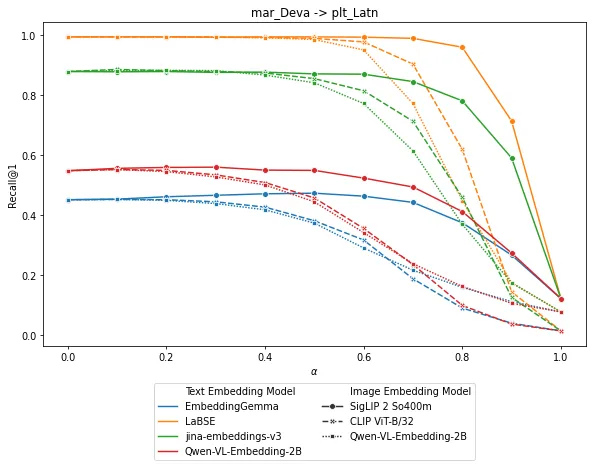 mar_Deva -> plt_Latn
Recall@1
1.0
0.8
0.6
0.4
0.2
0.0
0.0 0.2 0.4 0.6 0.8 1.0
α
Text Embedding Model
EmbeddingGemma
LaBSE
jina-embeddings-v3
Qwen-VL-Embedding-2B
Image Embedding Model
SigLIP 2 So400m
CLIP ViT-B/32
Qwen-VL-Embedding-2B